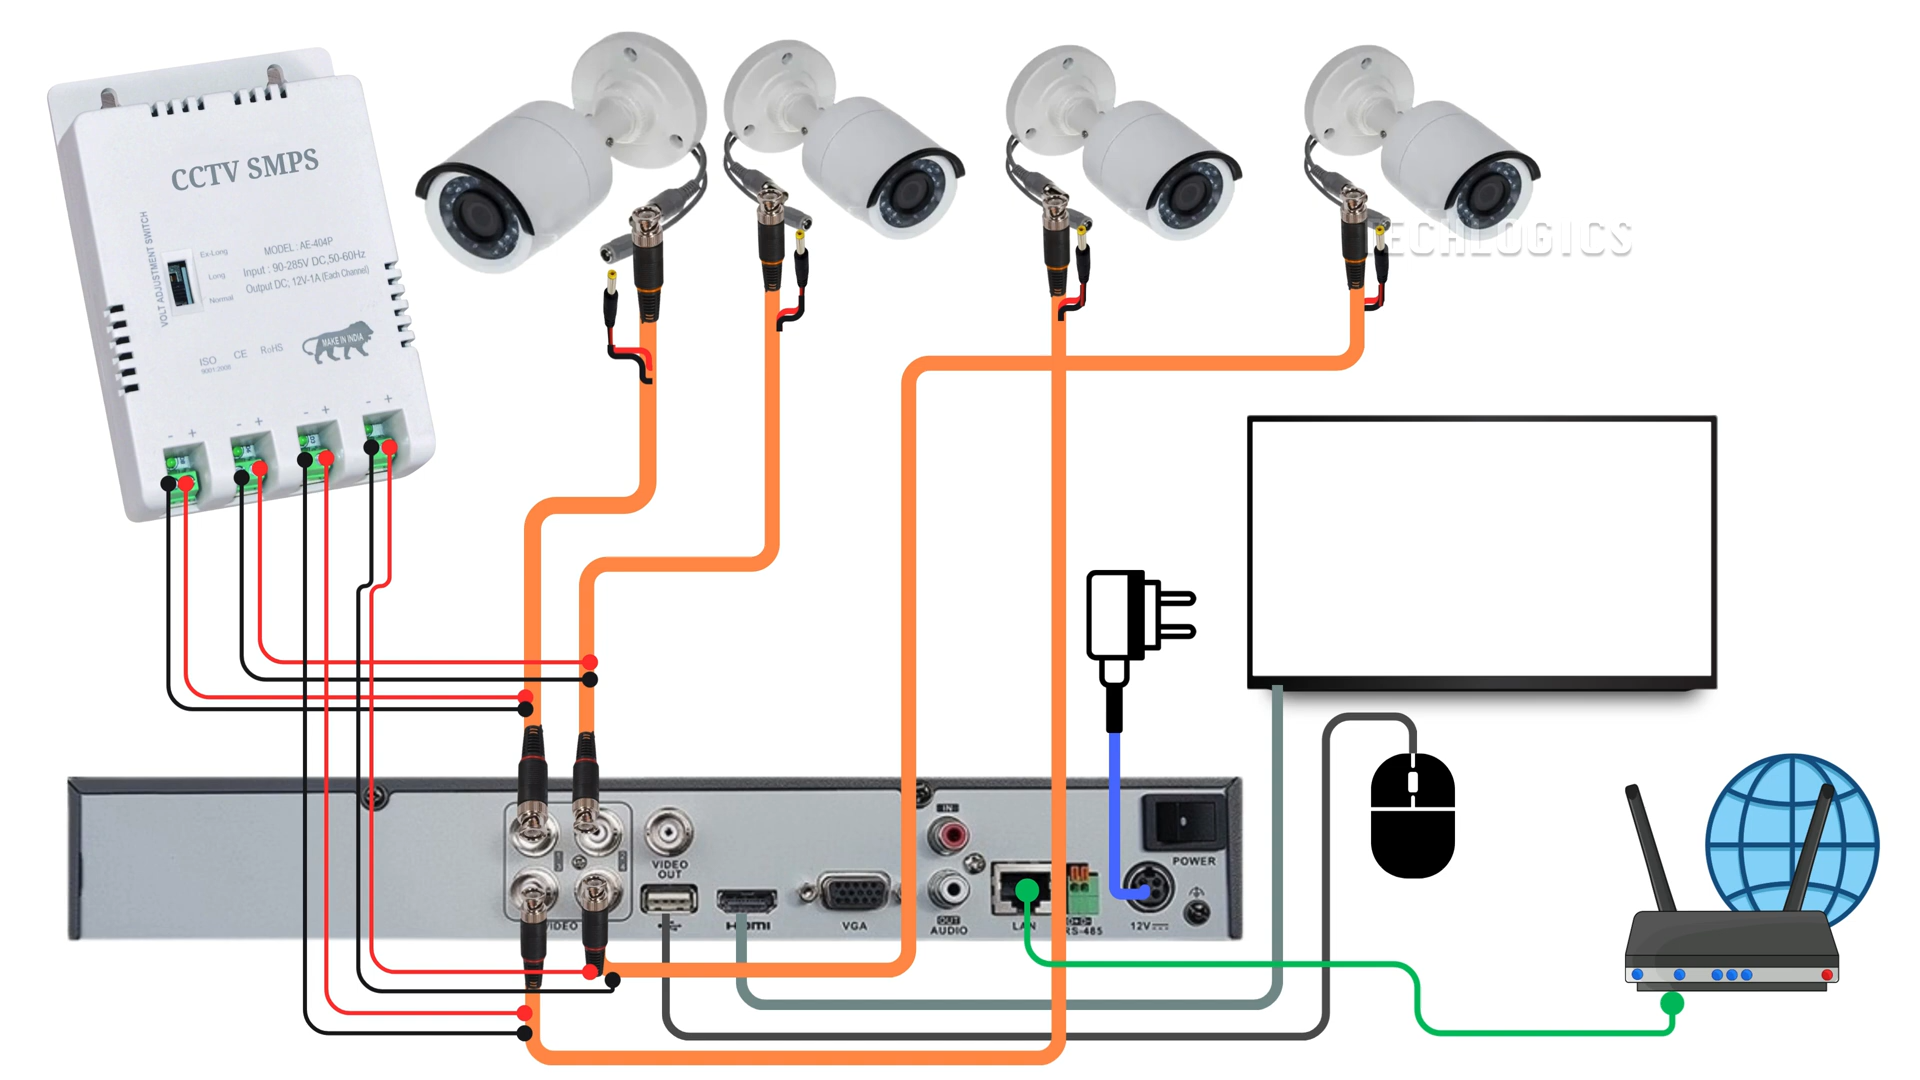 CCTV SMPS
VOLT ADJUSTMENT SWITCH
Ex-Long
Long
Normal
MODEL : AE-404P
Input : 90-285V DC,50-60Hz
Output DC; 12V-1A (Each Channel)
ISO
9001-2008
CE
RoHS
MAKE IN INDIA
- +
- +
- +
- +
TECHLOGICS
VIDEO
VIDEO
OUT
HDMI
VGA
IN
OUT
AUDIO
LAN
RS-485
12V
POWER